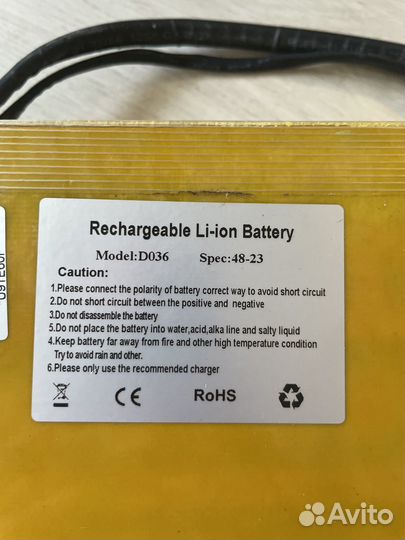 Rechargeable Li-ion Battery
Model:D036 Spec:48-23
Caution:
1.Please connect the polarity of battery correct way to avoid short circuit
2.Do not short circuit between the positive and negative
3.Do not disassemble the battery
5.Do not place the battery into water,acid,alka line and salty liquid
4.Keep battery far away from fire and other high temperature condition
Try to avoid rain and other.
6.Please only use the recommended charger
CE
RoHS
Avito